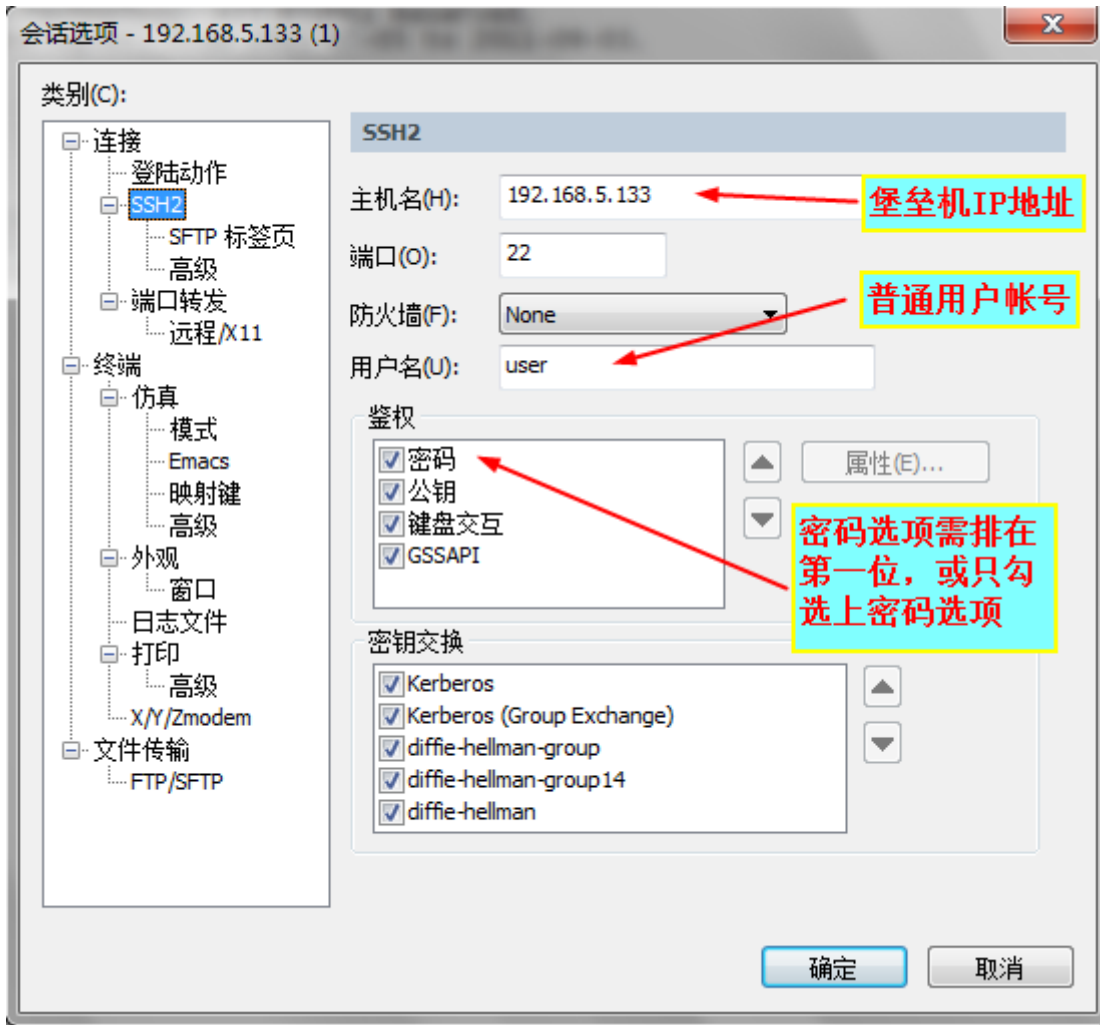 会话选项 - 192.168.5.133 (1)
类别(C):
连接
登陆动作
SSH2
SFTP 标签页
高级
端口转发
远程/X11
终端
仿真
模式
Emacs
映射键
高级
外观
窗口
日志文件
打印
高级
X/Y/Zmodem
文件传输
FTP/SFTP
SSH2
主机名(H):
192.168.5.133
堡垒机IP地址
端口(O):
22
普通用户帐号
防火墙(F):
None
用户名(U):
user
鉴权
密码
公钥
键盘交互
GSSAPI
属性(E)...
密码选项需排在
第一位，或只勾
选上密码选项
密钥交换
Kerberos
Kerberos (Group Exchange)
diffie-hellman-group
diffie-hellman-group14
diffie-hellman
确定
取消